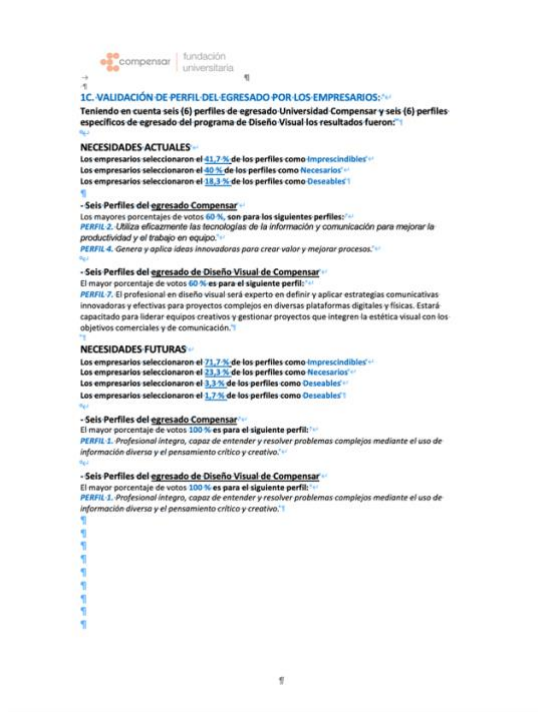 compensar
fundación
universitaria
1C. VALIDACIÓN DE PERFIL DEL EGRESADO POR LOS EMPRESARIOS:
Teniendo en cuenta seis (6) perfiles de egresado Universidad Compensar y seis (6) perfiles
específicos de egresado del programa de Diseño Visual los resultados fueron:
NECESIDADES ACTUALES
Los empresarios seleccionaron el 41,7 % de los perfiles como Imprescindibles
Los empresarios seleccionaron el 40 % de los perfiles como Necesarios
Los empresarios seleccionaron el 18,3 % de los perfiles como Deseables
- Seis Perfiles del egresado Compensar
Los mayores porcentajes de votos 60 %, son para los siguientes perfiles:
PERFIL 2. Utiliza eficazmente las tecnologías de la información y comunicación para mejorar la
productividad y el trabajo en equipo.
PERFIL 4. Genera y aplica ideas innovadoras para crear valor y mejorar procesos.
- Seis Perfiles del egresado de Diseño Visual de Compensar
El mayor porcentaje de votos 60 % es para el siguiente perfil:
PERFIL 7. El profesional en diseño visual será experto en definir y aplicar estrategias comunicativas
innovadoras y efectivas para proyectos complejos en diversas plataformas digitales y físicas. Estará
capacitado para liderar equipos creativos y gestionar proyectos que integren la estética visual con los
objetivos comerciales y de comunicación.
NECESIDADES FUTURAS
Los empresarios seleccionaron el 71,7 % de los perfiles como Imprescindibles
Los empresarios seleccionaron el 23,3 % de los perfiles como Necesarios
Los empresarios seleccionaron el 3,3 % de los perfiles como Deseables
Los empresarios seleccionaron el 1,7 % de los perfiles como Deseables
- Seis Perfiles del egresado Compensar
El mayor porcentaje de votos 100 % es para el siguiente perfil:
PERFIL 1. Profesional íntegro, capaz de entender y resolver problemas complejos mediante el uso de
información diversa y el pensamiento crítico y creativo.
- Seis Perfiles del egresado de Diseño Visual de Compensar
El mayor porcentaje de votos 100 % es para el siguiente perfil:
PERFIL 1. Profesional íntegro, capaz de entender y resolver problemas complejos mediante el uso de
información diversa y el pensamiento crítico y creativo.